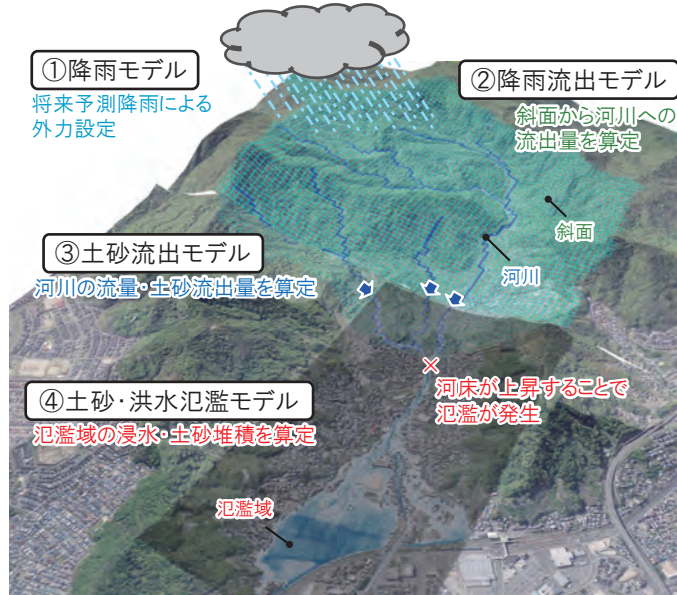 ①降雨モデル
将来予測降雨による
外力設定
②降雨流出モデル
斜面から河川への
流出量を算定
斜面
③土砂流出モデル
河川の流量・土砂流出量を算定
河川
×
河床が上昇することで
氾濫が発生
④土砂・洪水氾濫モデル
氾濫域の浸水・土砂堆積を算定
氾濫域